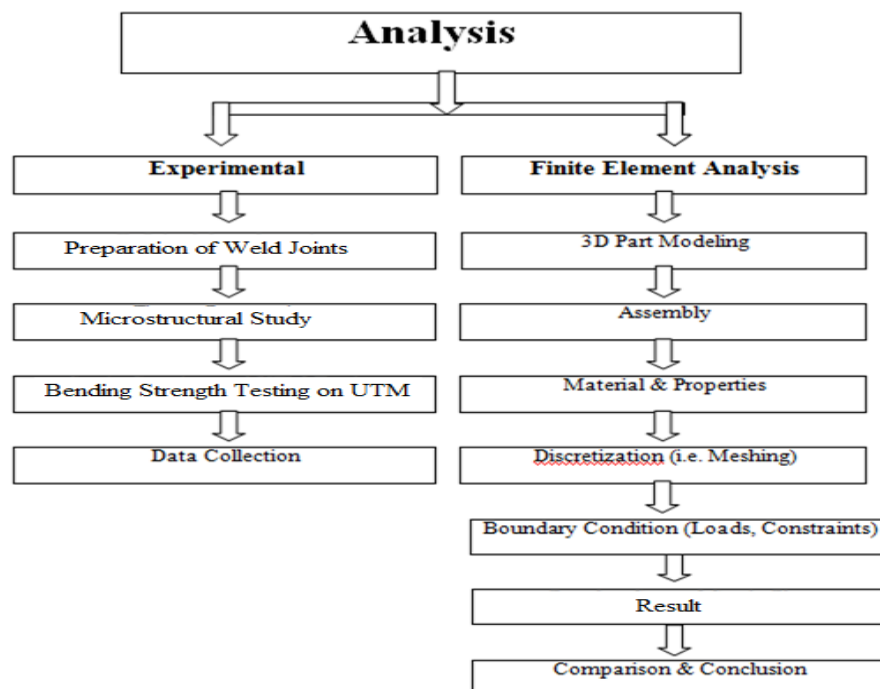 Analysis
Experimental
Preparation of Weld Joints
Microstructural Study
Bending Strength Testing on UTM
Data Collection
Finite Element Analysis
3D Part Modeling
Assembly
Material & Properties
Discretization (i.e. Meshing)
Boundary Condition (Loads, Constraints)
Result
Comparison & Conclusion